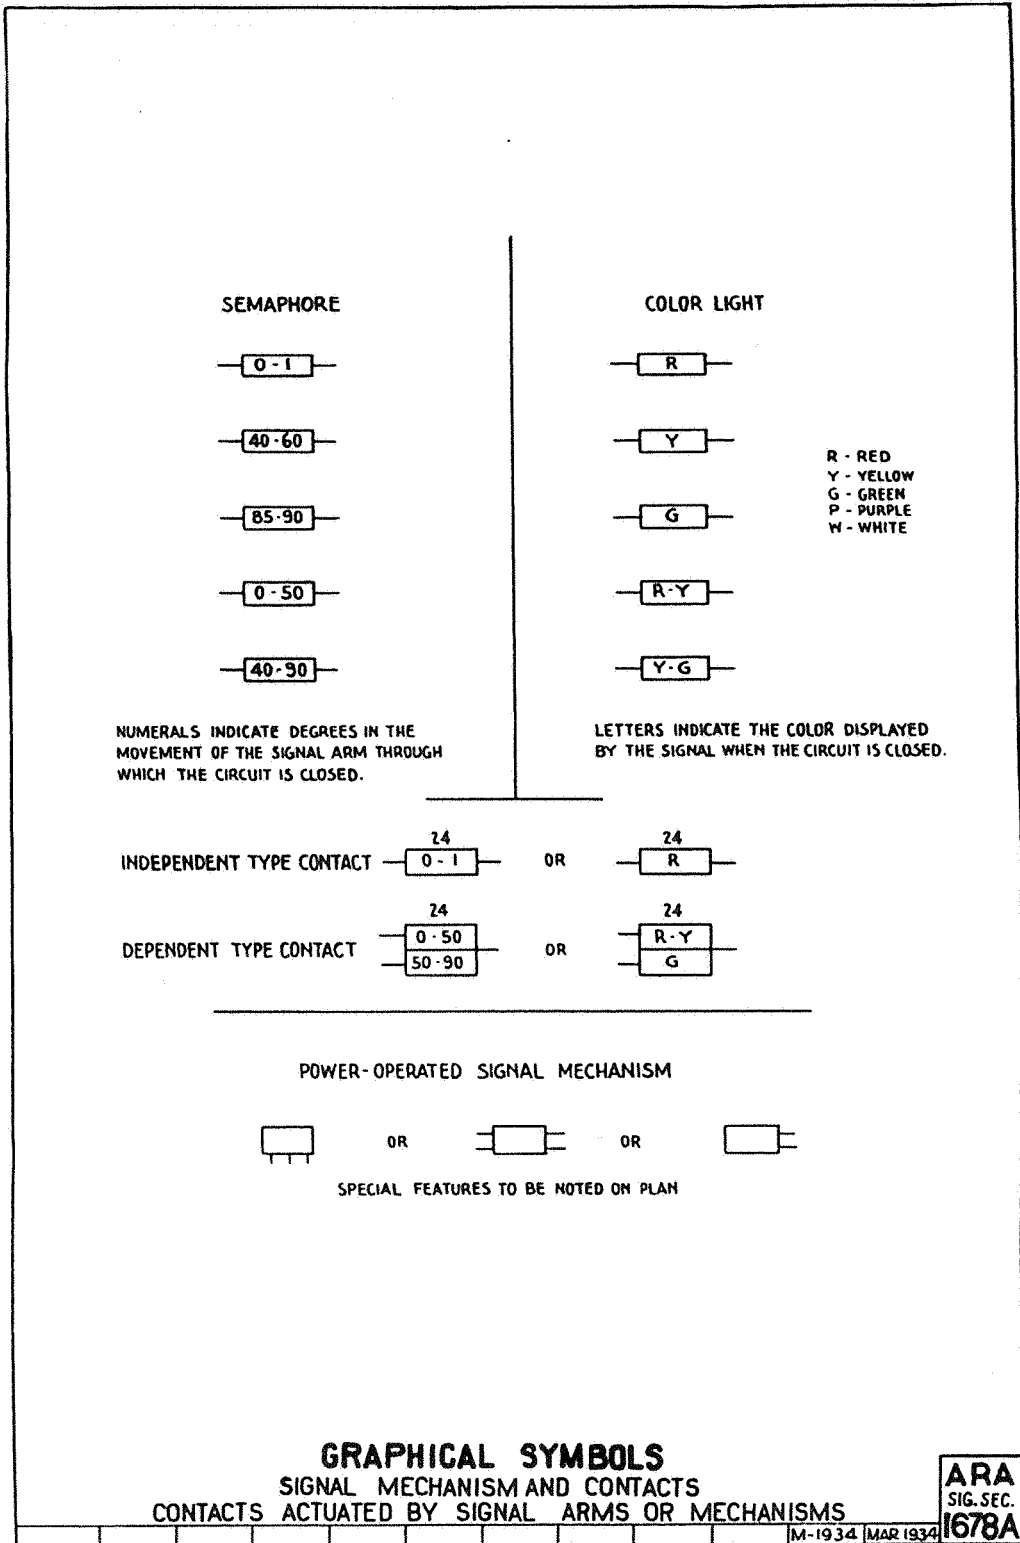 SEMAPHORE
0-1
40-60
85-90
0-50
40-90
NUMERALS INDICATE DEGREES IN THE
MOVEMENT OF THE SIGNAL ARM THROUGH
WHICH THE CIRCUIT IS CLOSED.
COLOR LIGHT
R
Y
G
R-Y
Y-G
R - RED
Y - YELLOW
G - GREEN
P - PURPLE
W - WHITE
LETTERS INDICATE THE COLOR DISPLAYED
BY THE SIGNAL WHEN THE CIRCUIT IS CLOSED.
24 24
INDEPENDENT TYPE CONTACT 0-1 OR R
24 24
0-50 R-Y
DEPENDENT TYPE CONTACT OR
50-90 G
POWER-OPERATED SIGNAL MECHANISM
OR OR
SPECIAL FEATURES TO BE NOTED ON PLAN
GRAPHICAL SYMBOLS
SIGNAL MECHANISM AND CONTACTS
CONTACTS ACTUATED BY SIGNAL ARMS OR MECHANISMS
M-1934 MAR 1934
ARA
SIG. SEC.
1678A